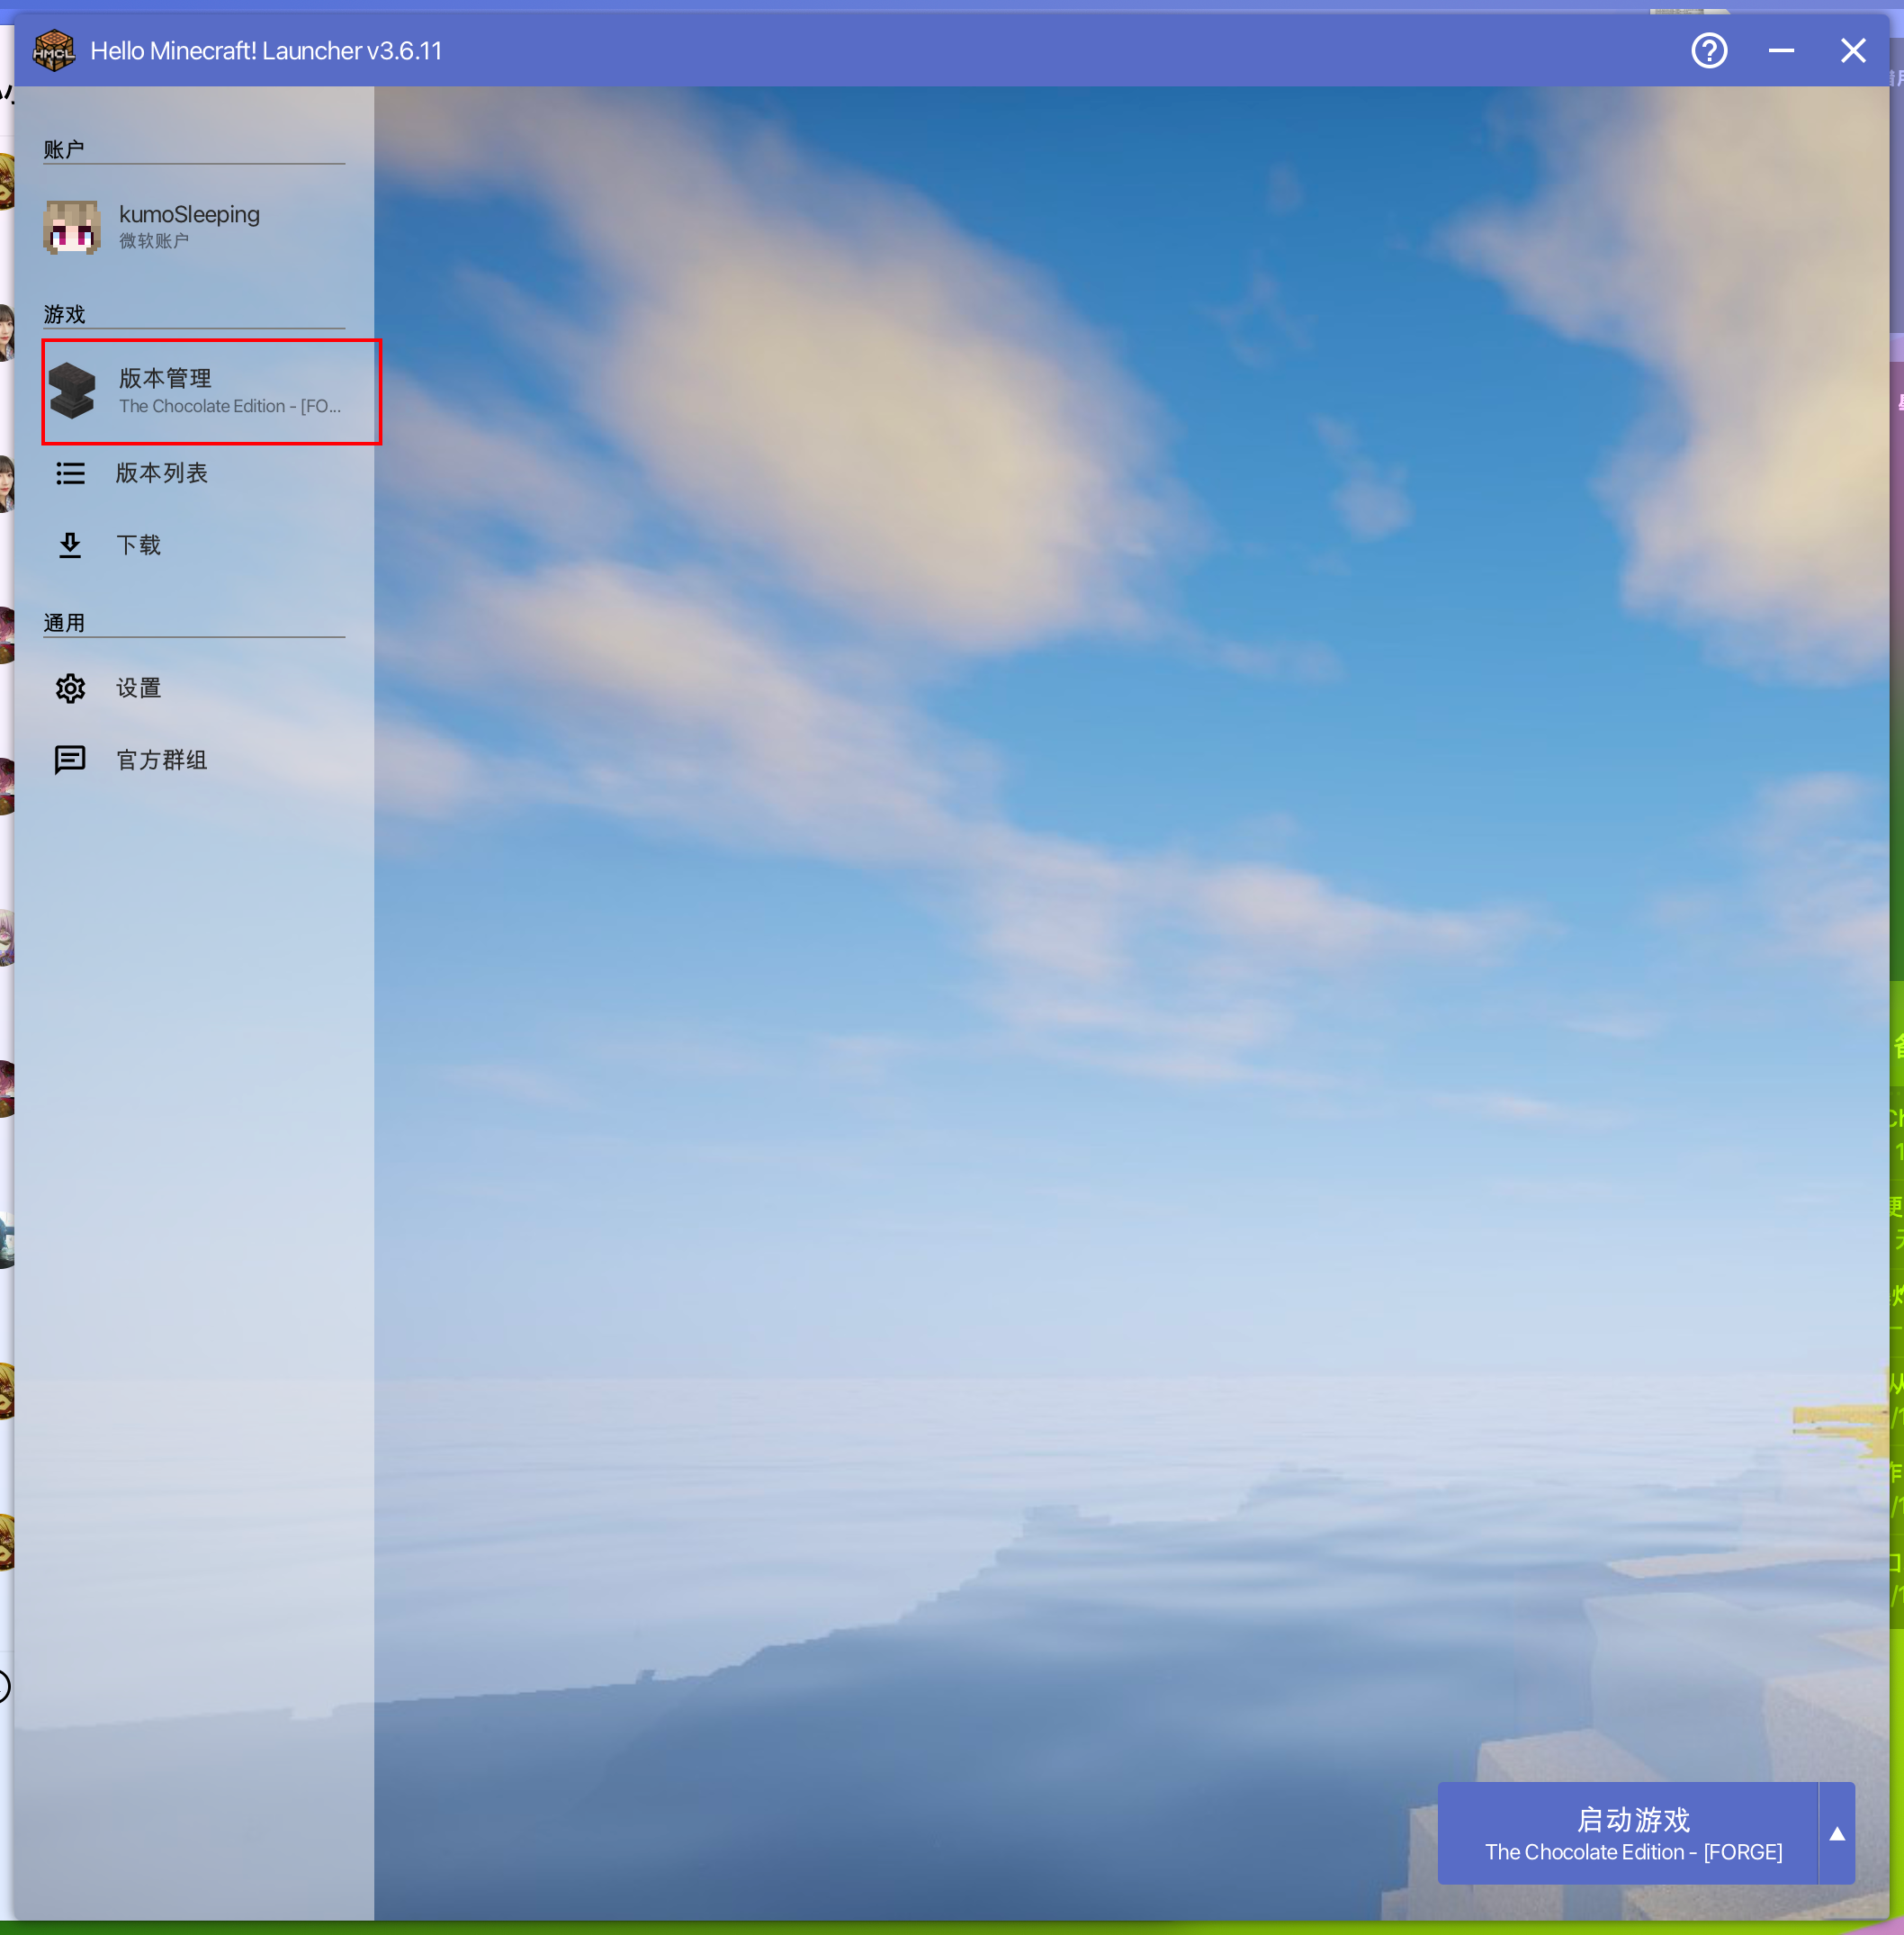 Hello Minecraft! Launcher v3.6.11
账户
kumoSleeping
微软账户
游戏
版本管理
The Chocolate Edition - [FO...
版本列表
下载
通用
设置
官方群组
启动游戏
The Chocolate Edition - [FORGE]